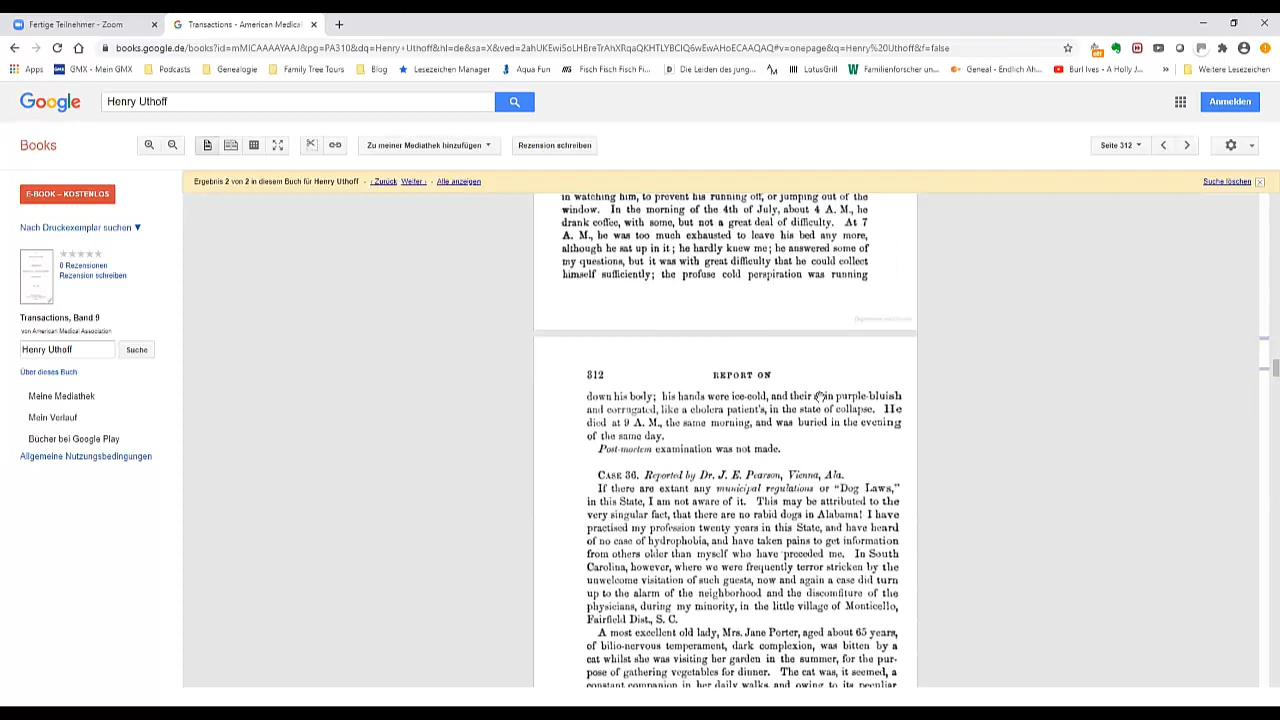 Fertige Teilnehmer - Zoom
Transactions - American Medical
books.google.de/books?id=mMICAAAAYAAJ&pg=PA310&dq=Henry+Uthoff&hl=de&sa=X&ved=2ahUKEwiSoLHBreTrAhXRqaQKHTLYBCIQ6wEwAHoECAAQAQ#v=onepage&q=Henry%20Uthoff&f=false
Apps GMX - Mein GMX Podcasts Genealogie Family Tree Tours Blog Lesezeichen Manager Aqua Fun Fisch Fisch Fisch Fi... Die Leiden des jung... LotusGrill Familienforscher un... Geneal - Endlich Ah... Burl Ives - A Holly J... » Weitere Lesezeichen
Google Henry Uthoff Anmelden
Books Zu meiner Mediathek hinzufügen Rezension schreiben Seite 312
Ergebnis 2 von 2 in diesem Buch für Henry Uthoff - ‹ Zurück Weiter › - Alle anzeigen Suche löschen
E-BOOK – KOSTENLOS
Nach Druckexemplar suchen ▼
0 Rezensionen
Rezension schreiben
Transactions, Band 9
von American Medical Association
Henry Uthoff Suche
Über dieses Buch
Meine Mediathek
Mein Verlauf
Bücher bei Google Play
Allgemeine Nutzungsbedingungen
in watching him, to prevent his running off, or jumping out of the
window. In the morning of the 4th of July, about 4 A. M., he
drank coffee, with some, but not a great deal of difficulty. At 7
A. M., he was too much exhausted to leave his bed any more,
although he sat up in it; he hardly knew me; he answered some of
my questions, but it was with great difficulty that he could collect
himself sufficiently; the profuse cold perspiration was running
312 REPORT ON
down his body; his hands were ice-cold, and their in purple-bluish
and corrugated, like a cholera patient's, in the state of collapse. He
died at 9 A. M., the same morning, and was buried in the evening
of the same day.
Post-mortem examination was not made.
CASE 36. Reported by Dr. J. E. Pearson, Vienna, Ala.
If there are extant any municipal regulations or "Dog Laws,"
in this State, I am not aware of it. This may be attributed to the
very singular fact, that there are no rabid dogs in Alabama! I have
practised my profession twenty years in this State, and have heard
of no case of hydrophobia, and have taken pains to get information
from others older than myself who have preceded me. In South
Carolina, however, where we were frequently terror stricken by the
unwelcome visitation of such guests, now and again a case did turn
up to the alarm of the neighborhood and the discomfiture of the
physicians, during my minority, in the little village of Monticello,
Fairfield Dist., S. C.
A most excellent old lady, Mrs. Jane Porter, aged about 65 years,
of bilio-nervous temperament, dark complexion, was bitten by a
cat whilst she was visiting her garden in the summer, for the pur-
pose of gathering vegetables for dinner. The cat was, it seemed, a
constant companion in her daily walks, and owing to its peculiar